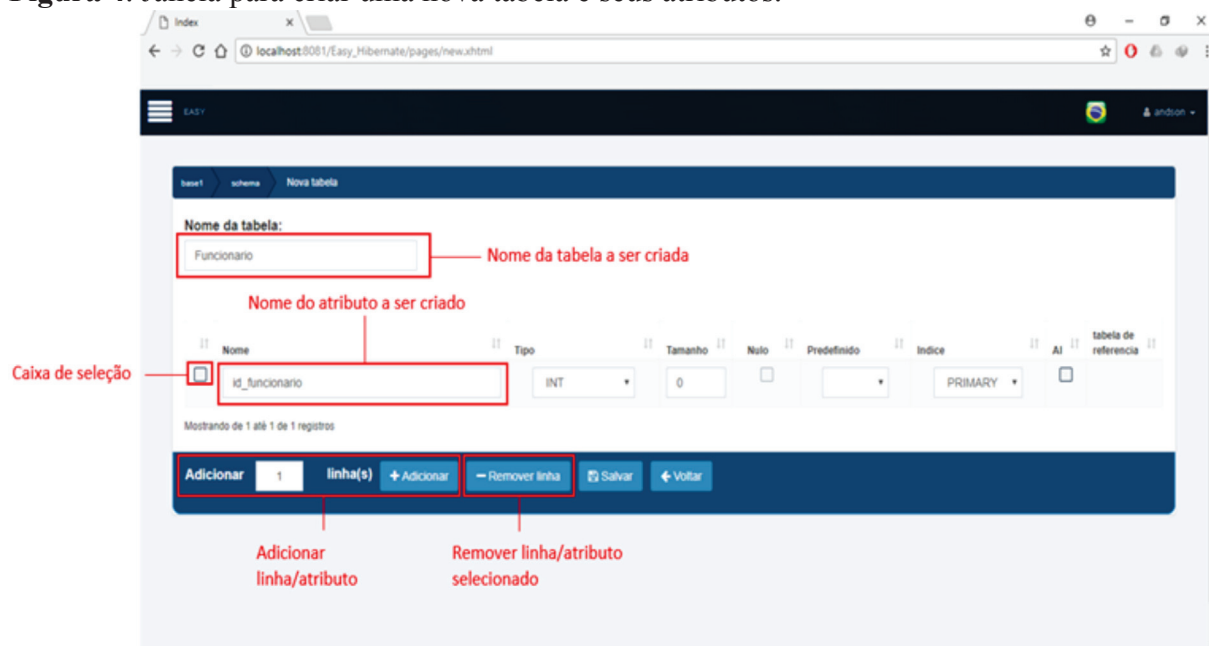 Figura 4. Janela para criar uma nova tabela e seus atributos.
Index
localhost:8081/Easy_Hibernate/pages/new.xhtml
EASY
andson
base1
schema
Nova tabela
Nome da tabela:
Funcionario
Nome da tabela a ser criada
Nome do atributo a ser criado
Nome
Tipo
Tamanho
Nulo
Predefinido
Indice
AI
tabela de
referencia
Caixa de seleção
id_funcionario
INT
0
PRIMARY
Mostrando de 1 até 1 de 1 registros
Adicionar
1
linha(s)
Adicionar
Remover linha
Salvar
Voltar
Adicionar
linha/atributo
Remover linha/atributo
selecionado